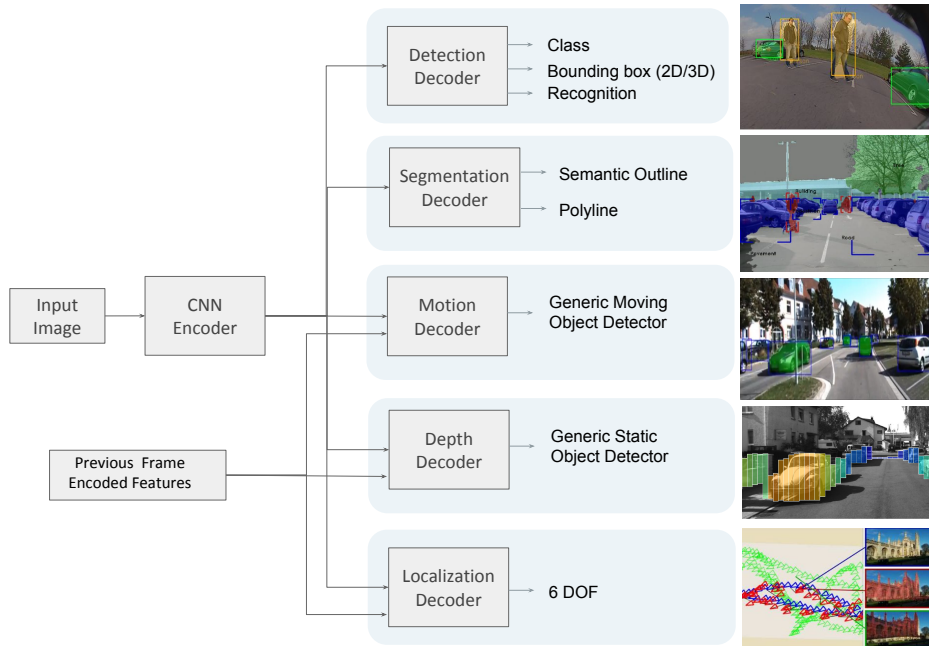 Detection
Decoder
Class
Bounding box (2D/3D)
Recognition
Segmentation
Decoder
Semantic Outline
Polyline
Road
Input
Image
CNN
Encoder
Motion
Decoder
Generic Moving
Object Detector
Previous Frame
Encoded Features
Depth
Decoder
Generic Static
Object Detector
Localization
Decoder
6 DOF